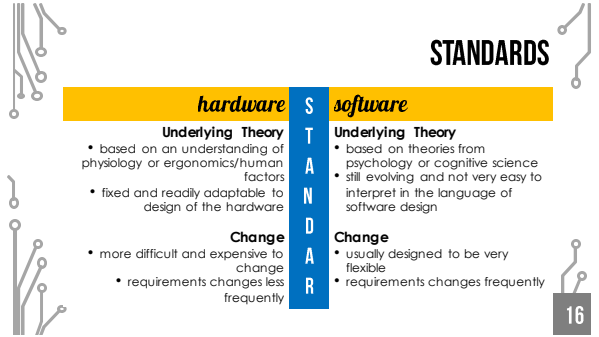 STANDARDS
hardware
software
S
T
A
N
D
A
R
Underlying Theory
• based on an understanding of
physiology or ergonomics/human
factors
• fixed and readily adaptable to
design of the hardware
Change
• more difficult and expensive to
change
• requirements changes less
frequently
Underlying Theory
• based on theories from
psychology or cognitive science
• still evolving and not very easy to
interpret in the language of
software design
Change
• usually designed to be very
flexible
• requirements changes frequently
16